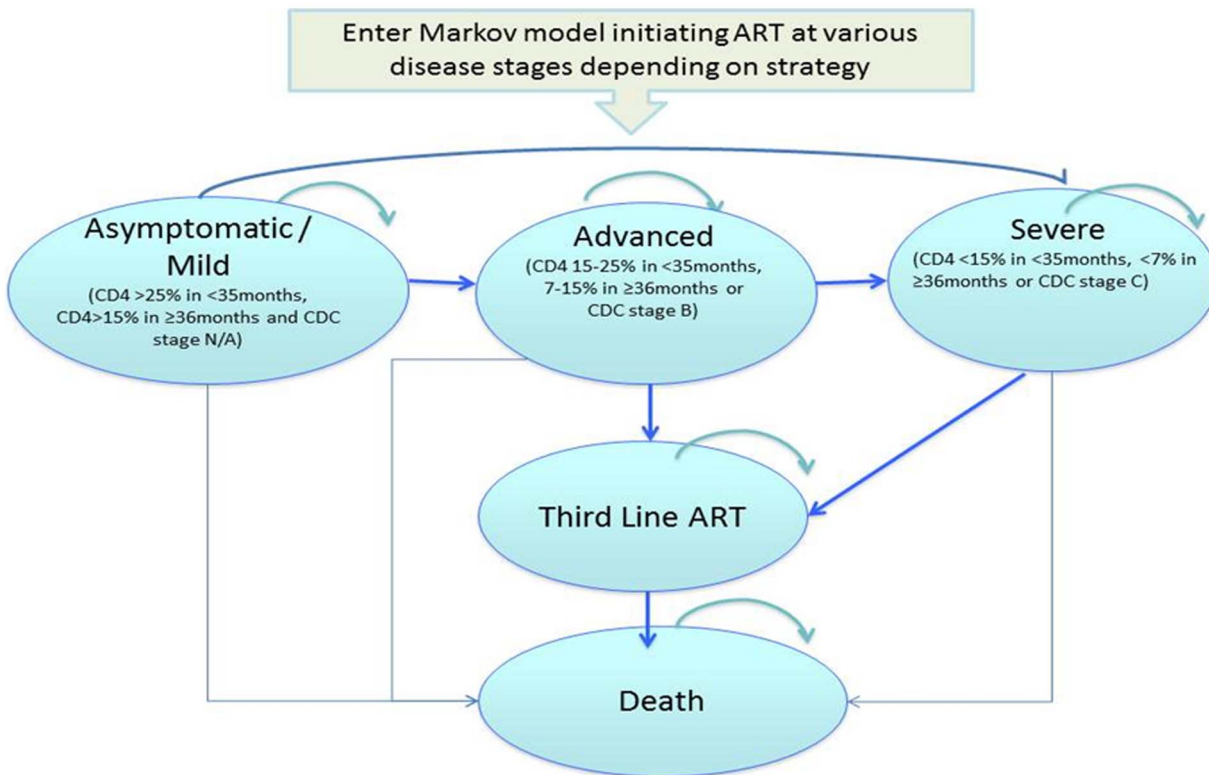 Enter Markov model initiating ART at various
disease stages depending on strategy
Asymptomatic /
Mild
(CD4 >25% in <35months,
CD4>15% in ≥36months and CDC
stage N/A)
Advanced
(CD4 15-25% in <35months,
7-15% in ≥36months or
CDC stage B)
Severe
(CD4 <15% in <35months, <7% in
≥36months or CDC stage C)
Third Line ART
Death